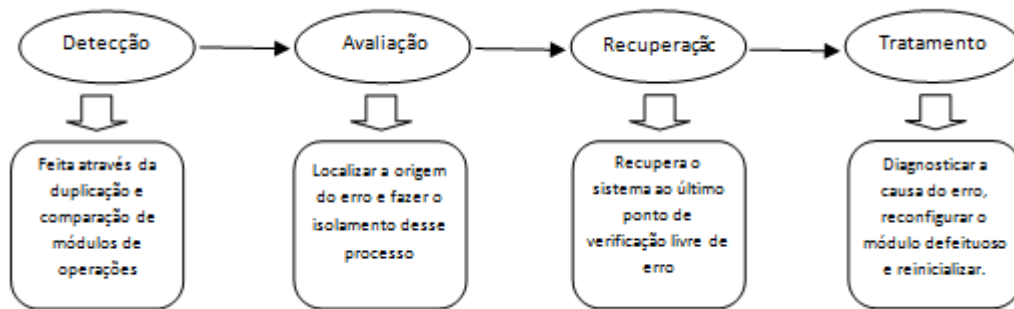 Detecção
Avaliação
Recuperaçãc
Tratamento
Feita através da
duplicação e
comparação de
módulos de
operações
Localizar a origem
do erro e fazer o
isolamento desse
processo
Recupera o
sistema ao último
ponto de
verificação livre de
erro
Diagnosticar a
causa do erro,
reconfigurar o
módulo defeituoso
e reinicializar.